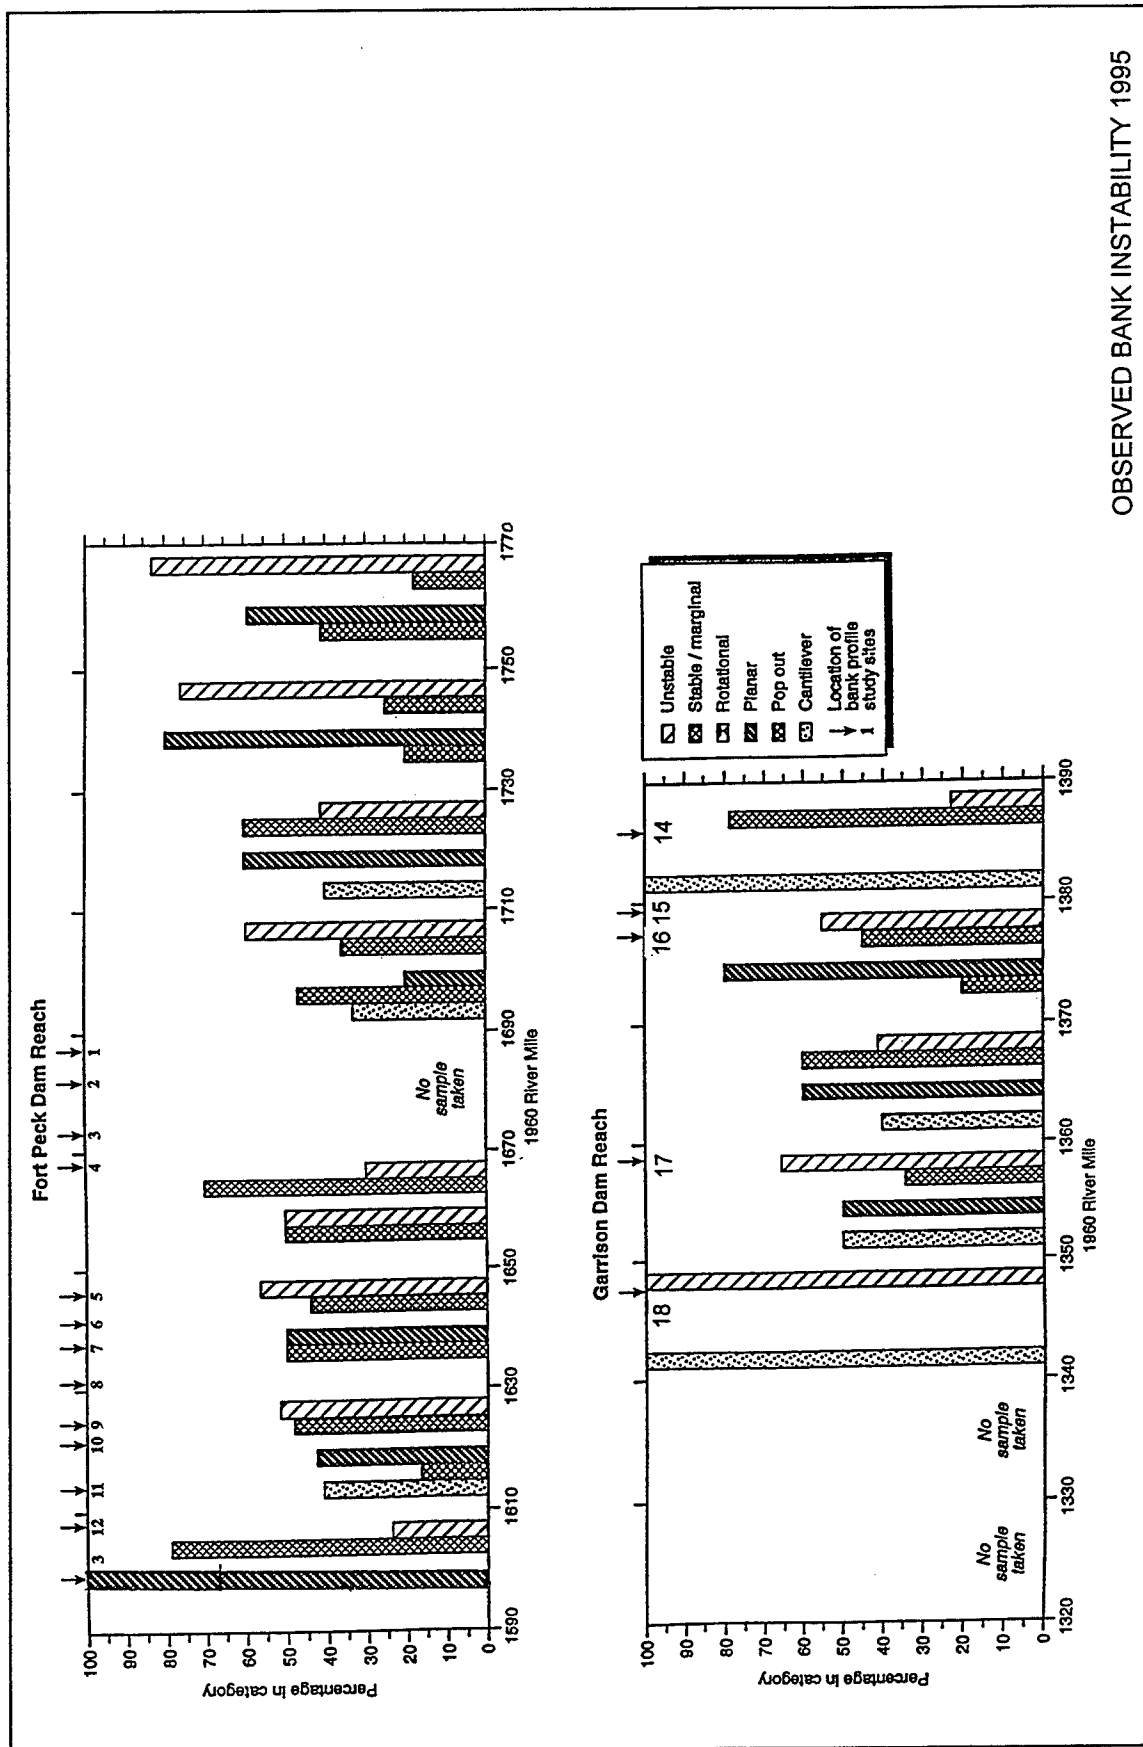 Fort Peck Dam Reach
3 12 11 10 9 8 7 6 5 4 3 2 1
Percentage in category
100
90
80
70
60
50
40
30
20
10
0
No
sample
taken
1590 1610 1630 1650 1670 1690 1710 1730 1750 1770
1960 River Mile
Garrison Dam Reach
18 17 16 15 14
Percentage in category
100
90
80
70
60
50
40
30
20
10
0
No
sample
taken
No
sample
taken
1320 1330 1340 1350 1360 1370 1380 1390
1960 River Mile
Unstable
Stable / marginal
Rotational
Planar
Pop out
Cantilever
Location of
bank profile
1 study sites
OBSERVED BANK INSTABILITY 1995